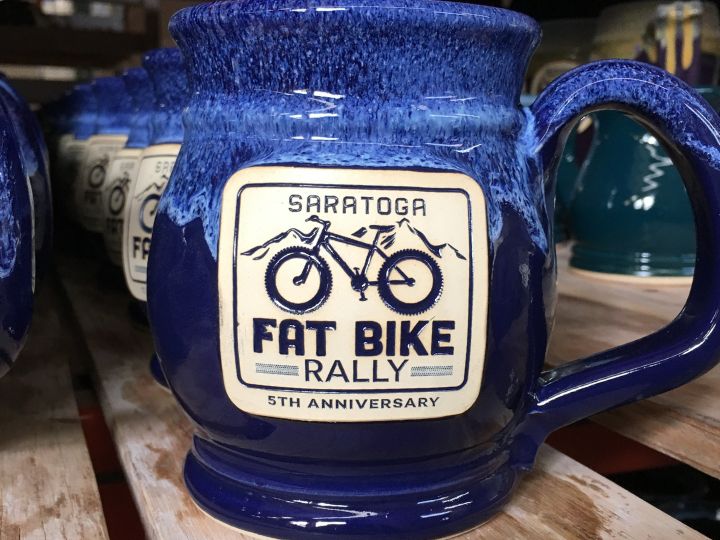 SARATOGA
FAT BIKE
RALLY
5TH ANNIVERSARY